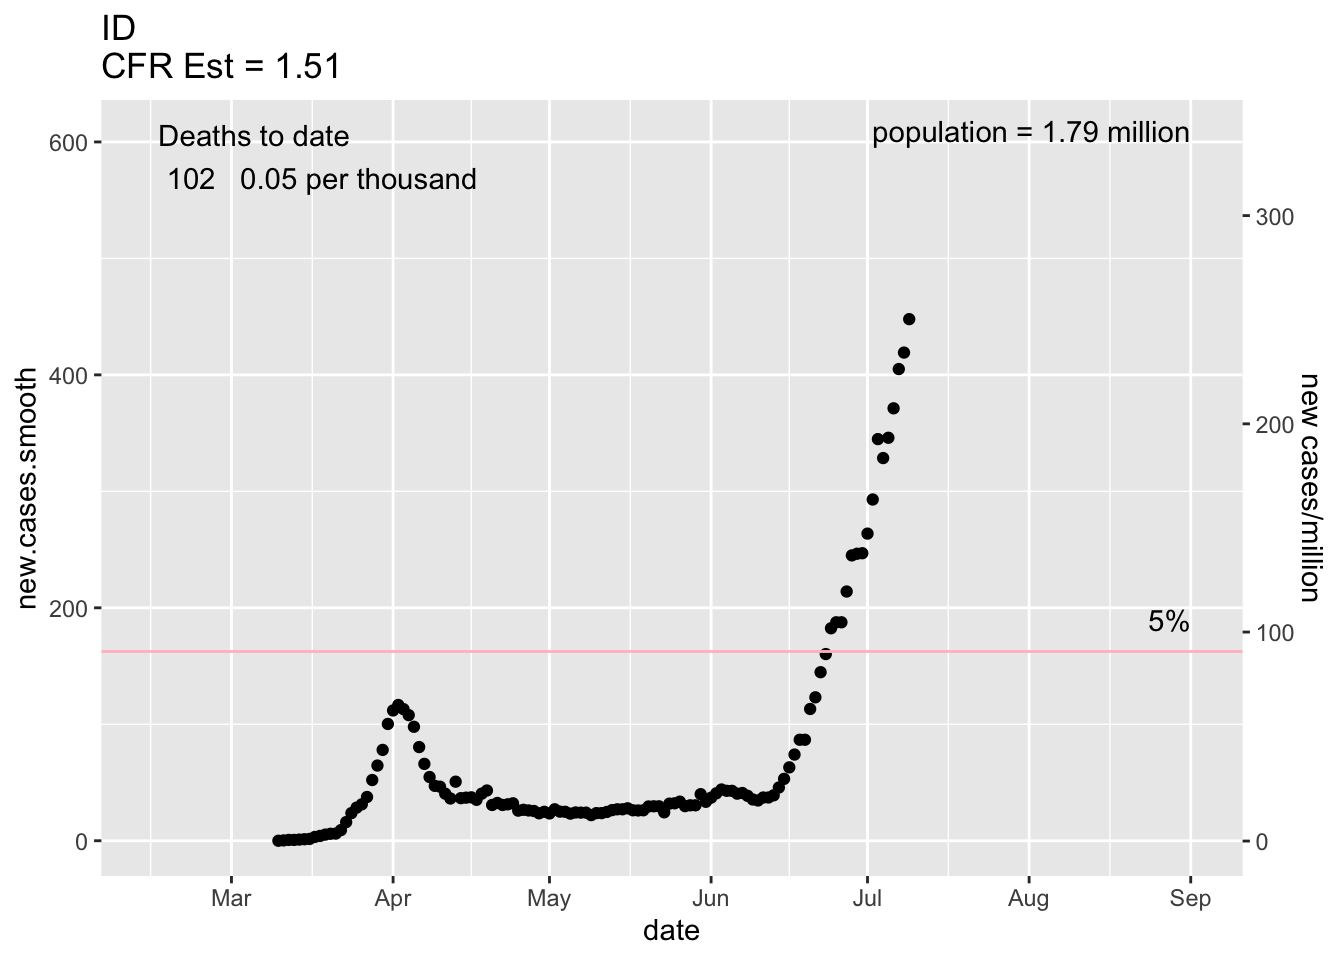 ID
CFR Est = 1.51
Deaths to date
102 0.05 per thousand
population = 1.79 million
5%
new.cases.smooth
600
400
200
0
new cases/million
300
200
100
0
Mar Apr May Jun Jul Aug Sep
date